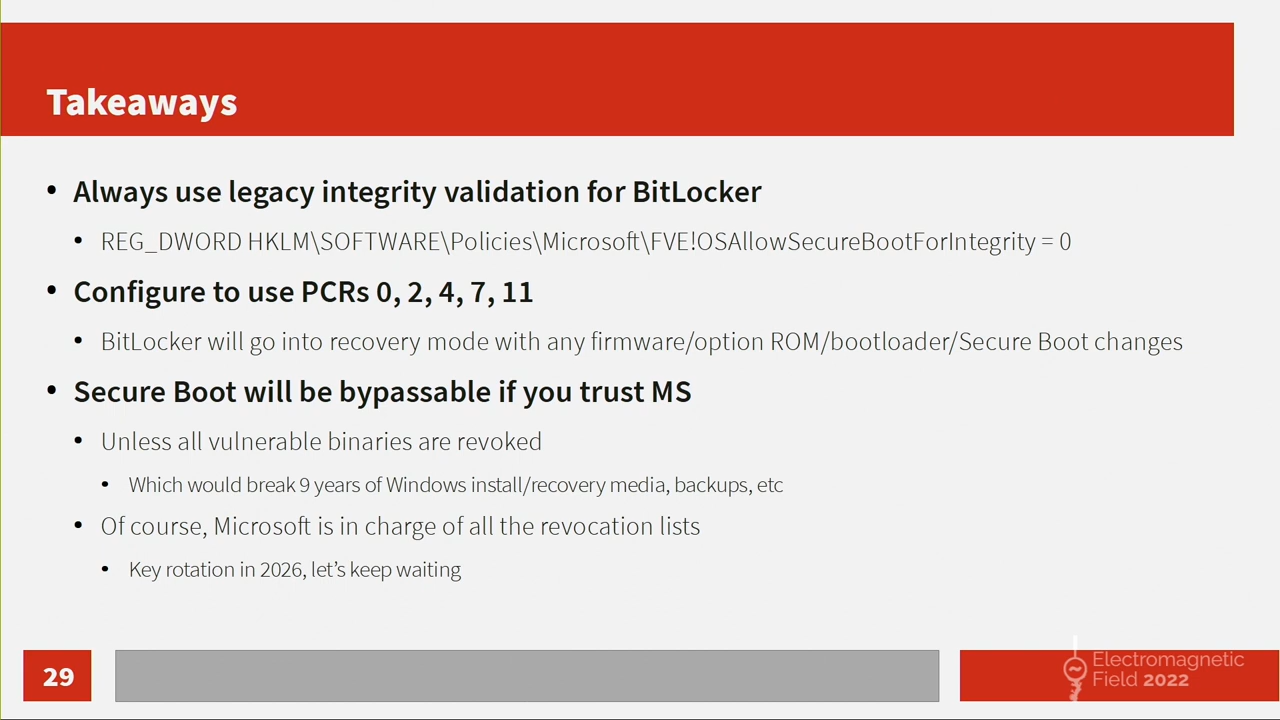 Takeaways
• Always use legacy integrity validation for BitLocker
• REG_DWORD HKLM\SOFTWARE\Policies\Microsoft\FVE!OSAllowSecureBootForIntegrity = 0
• Configure to use PCRs 0, 2, 4, 7, 11
• BitLocker will go into recovery mode with any firmware/option ROM/bootloader/Secure Boot changes
• Secure Boot will be bypassable if you trust MS
• Unless all vulnerable binaries are revoked
• Which would break 9 years of Windows install/recovery media, backups, etc
• Of course, Microsoft is in charge of all the revocation lists
• Key rotation in 2026, let’s keep waiting
29
Electromagnetic
Field 2022